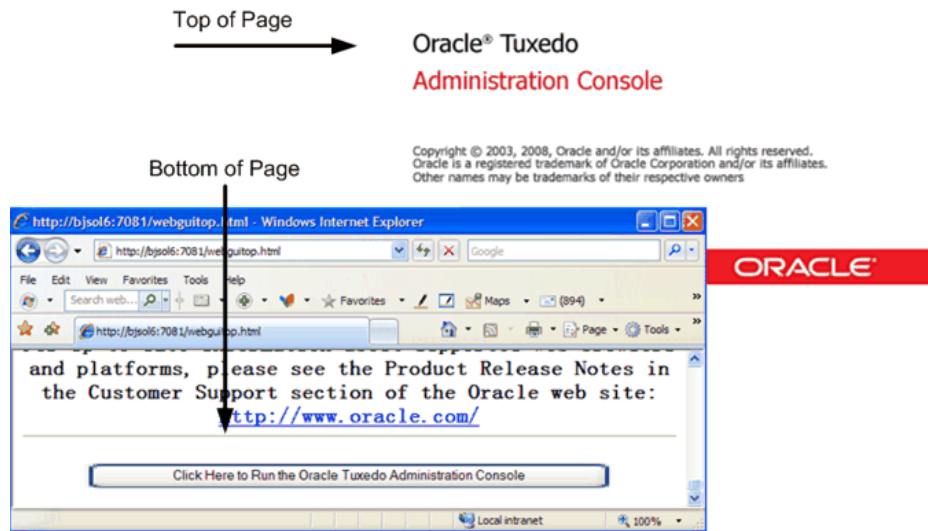 Top of Page
Oracle® Tuxedo
Administration Console
Copyright © 2003, 2008, Oracle and/or its affiliates. All rights reserved.
Oracle is a registered trademark of Oracle Corporation and/or its affiliates.
Other names may be trademarks of their respective owners
Bottom of Page
http://bjsol6:7081/webguitop.html - Windows Internet Explorer
http://bjsol6:7081/webguitop.html
Google
ORACLE®
File Edit View Favorites Tools Help
Search web... Favorites Maps (894) »
http://bjsol6:7081/webguitop.html Page Tools »
and platforms, please see the Product Release Notes in
the Customer Support section of the Oracle web site:
http://www.oracle.com/
Click Here to Run the Oracle Tuxedo Administration Console
Local intranet 100%